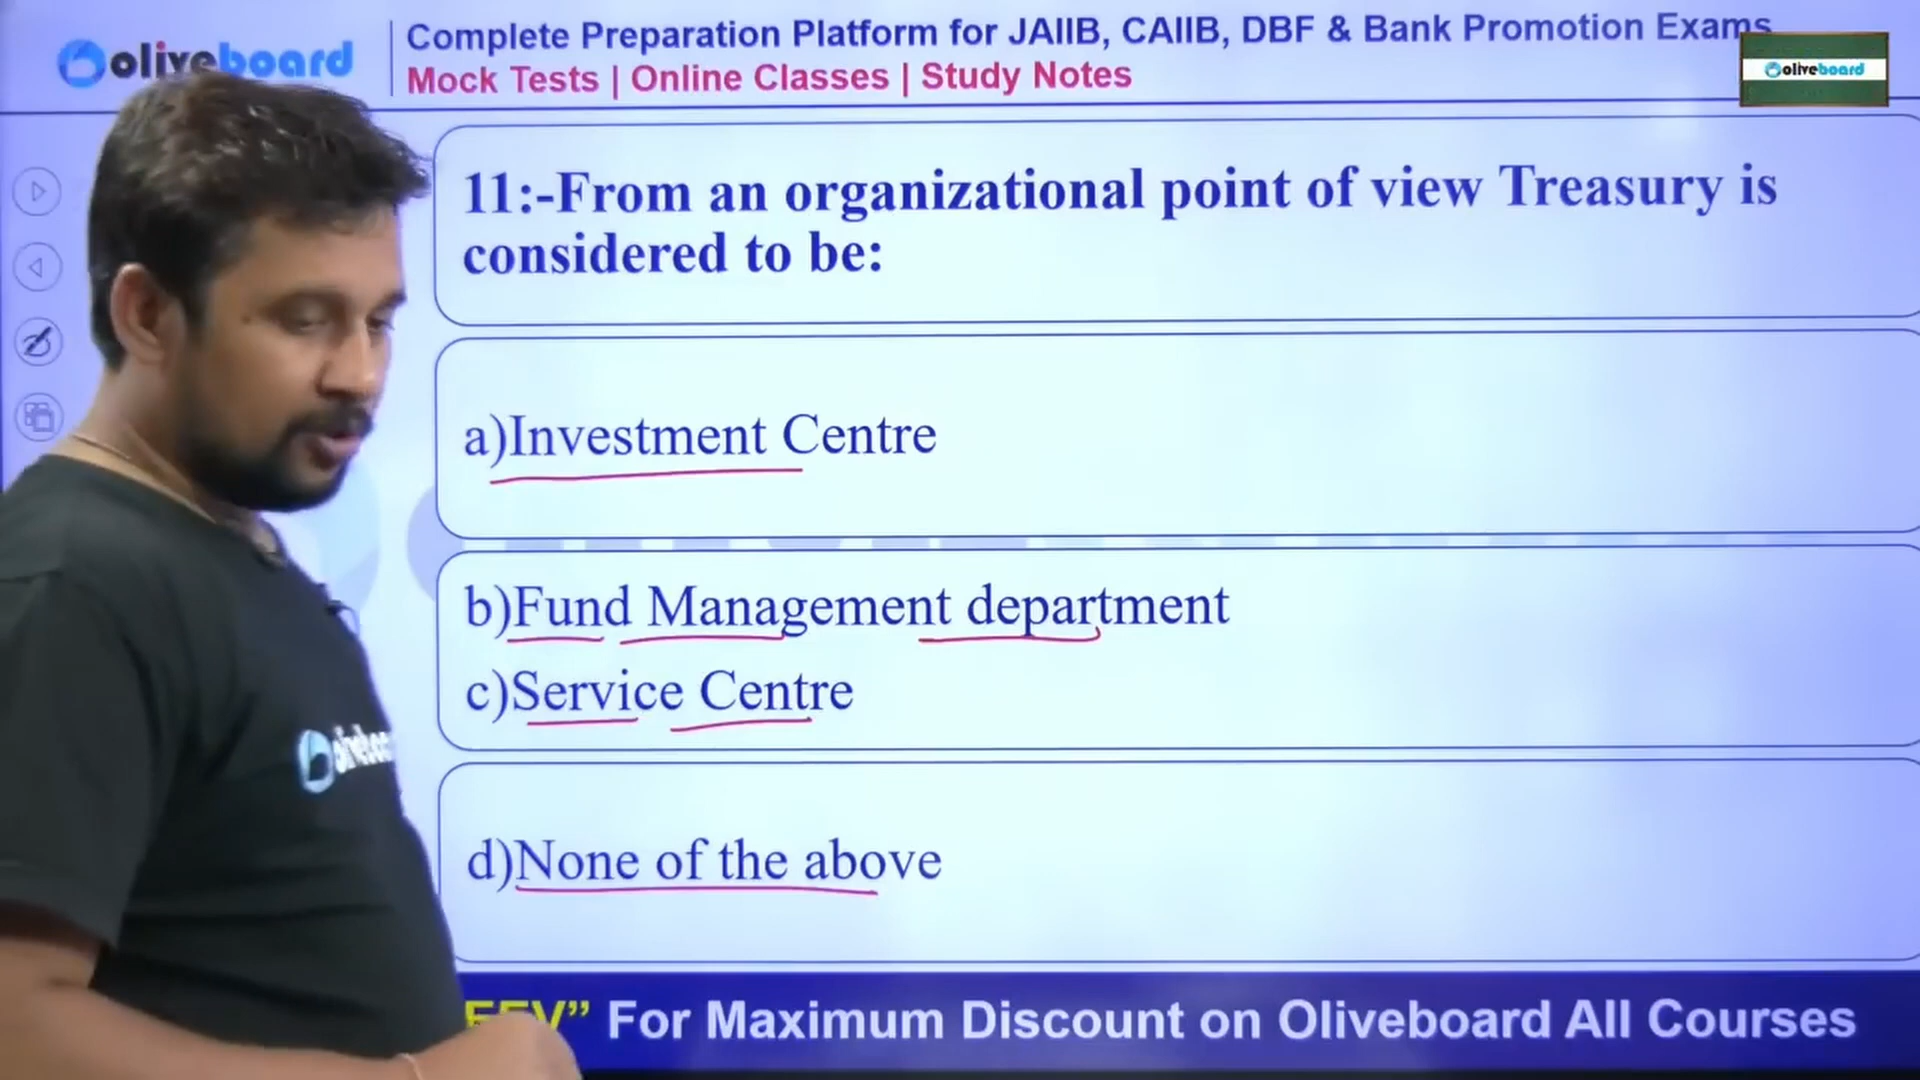 oliveboard
Complete Preparation Platform for JAIIB, CAIIB, DBF & Bank Promotion Exams
Mock Tests | Online Classes | Study Notes
oliveboard
11:-From an organizational point of view Treasury is
considered to be:
a)Investment Centre
b)Fund Management department
c)Service Centre
d)None of the above
For Maximum Discount on Oliveboard All Courses